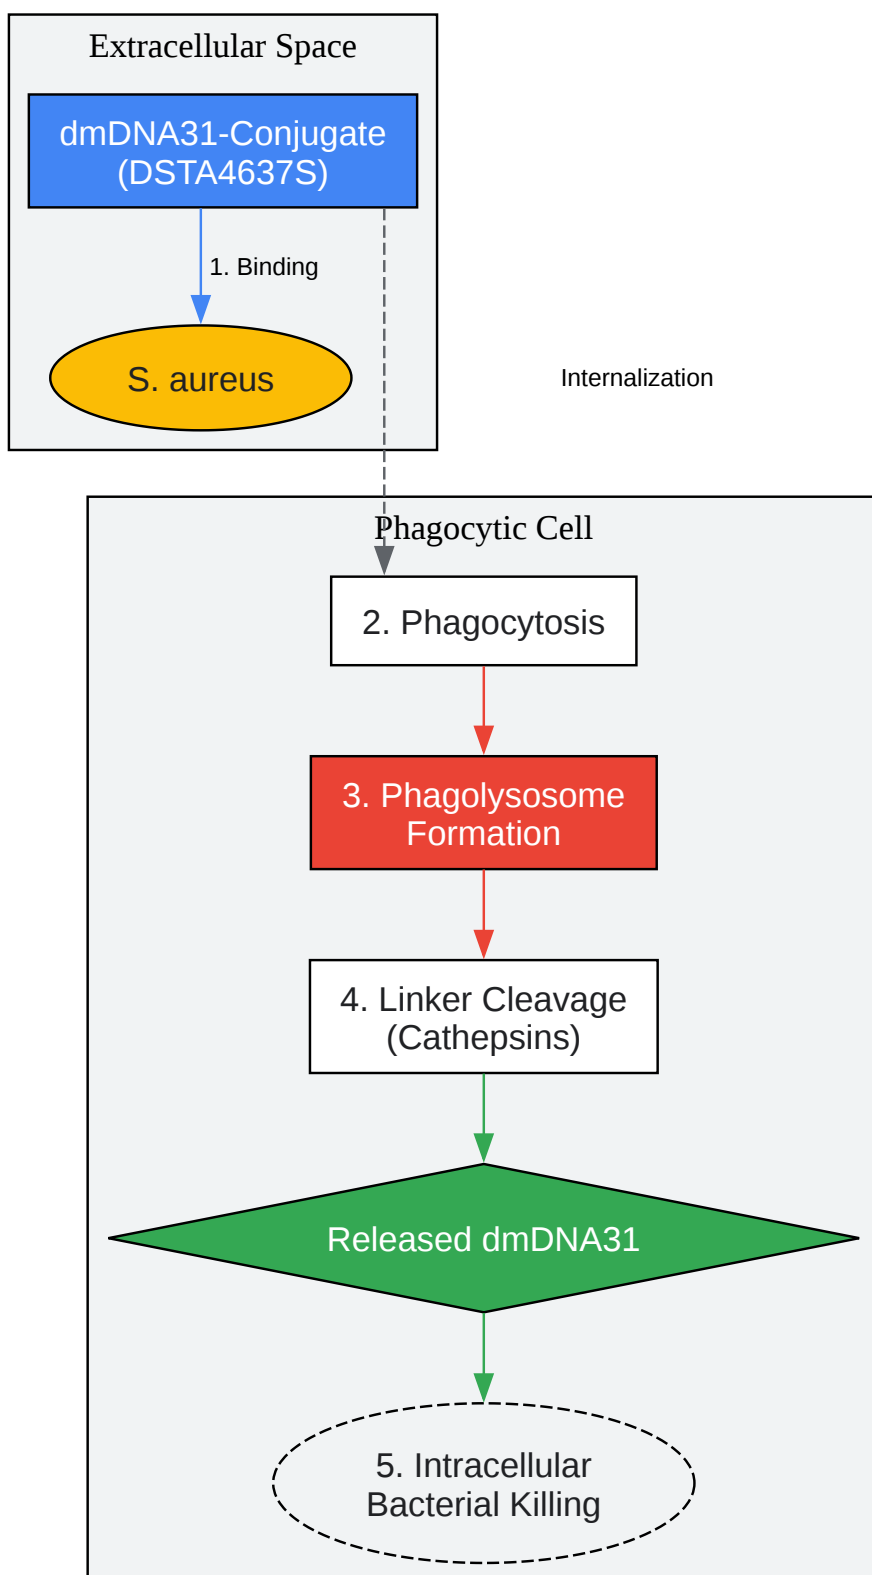 Extracellular Space
dmDNA31-Conjugate
(DSTA4637S)
1. Binding
S. aureus
Internalization
Phagocytic Cell
2. Phagocytosis
3. Phagolysosome
Formation
4. Linker Cleavage
(Cathepsins)
Released dmDNA31
5. Intracellular
Bacterial Killing